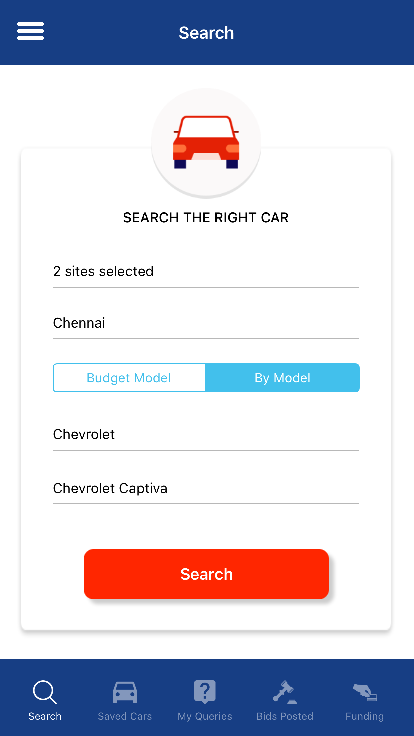 Search
SEARCH THE RIGHT CAR
2 sites selected
Chennai
Budget Model By Model
Chevrolet
Chevrolet Captiva
Search
Search Saved Cars My Queries Bids Posted Funding